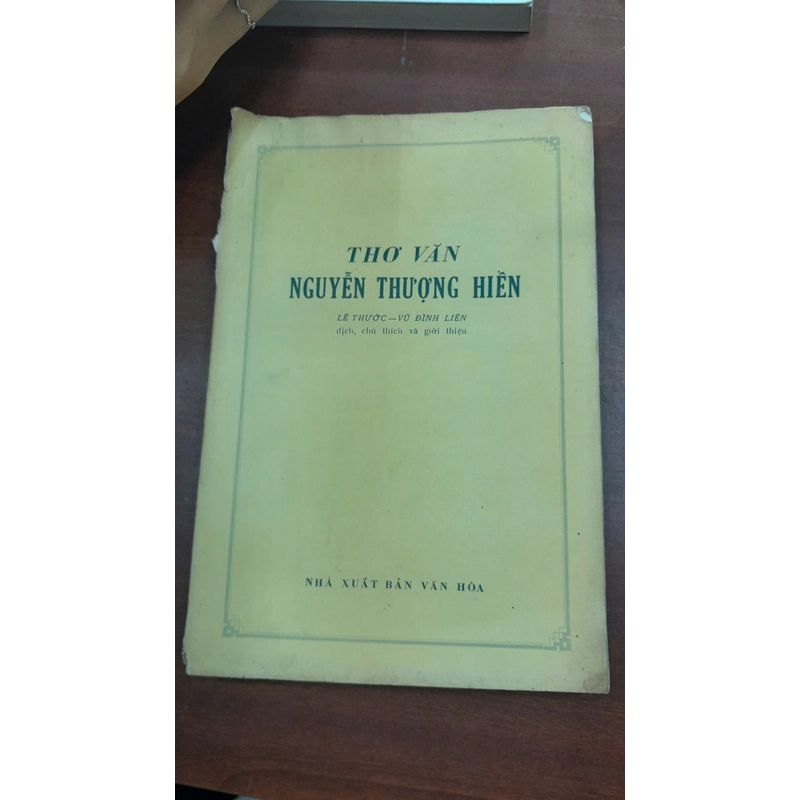 THƠ VĂN
NGUYỄN THƯỢNG HIỀN
LÊ THƯỚC — VŨ ĐÌNH LIÊN
dịch, chú thích và giới thiệu
NHÀ XUẤT BẢN VĂN HÓA